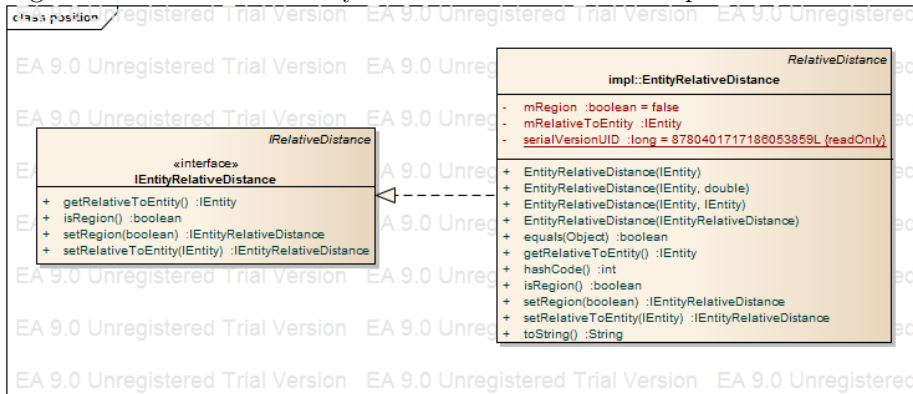 class position
EA 9.0 Unregistered Trial Version EA 9.0 Unregistered Trial Version EA 9.0 Unregistered
RelativeDistance
impl::EntityRelativeDistance
- mRegion :boolean = false
- mRelativeToEntity :IEntity
- serialVersionUID :long = 8780401717186053859L {readOnly}
+ EntityRelativeDistance(IEntity)
+ EntityRelativeDistance(IEntity, double)
+ EntityRelativeDistance(IEntity, IEntity)
+ EntityRelativeDistance(IEntityRelativeDistance)
+ equals(Object) :boolean
+ getRelativeToEntity() :IEntity
+ hashCode() :int
+ isRegion() :boolean
+ setRegion(boolean) :IEntityRelativeDistance
+ setRelativeToEntity(IEntity) :IEntityRelativeDistance
+ toString() :String
IRelativeDistance
«interface»
IEntityRelativeDistance
+ getRelativeToEntity() :IEntity
+ isRegion() :boolean
+ setRegion(boolean) :IEntityRelativeDistance
+ setRelativeToEntity(IEntity) :IEntityRelativeDistance
EA 9.0 Unregistered Trial Version EA 9.0 Unregistered Trial Version EA 9.0 Unregistered